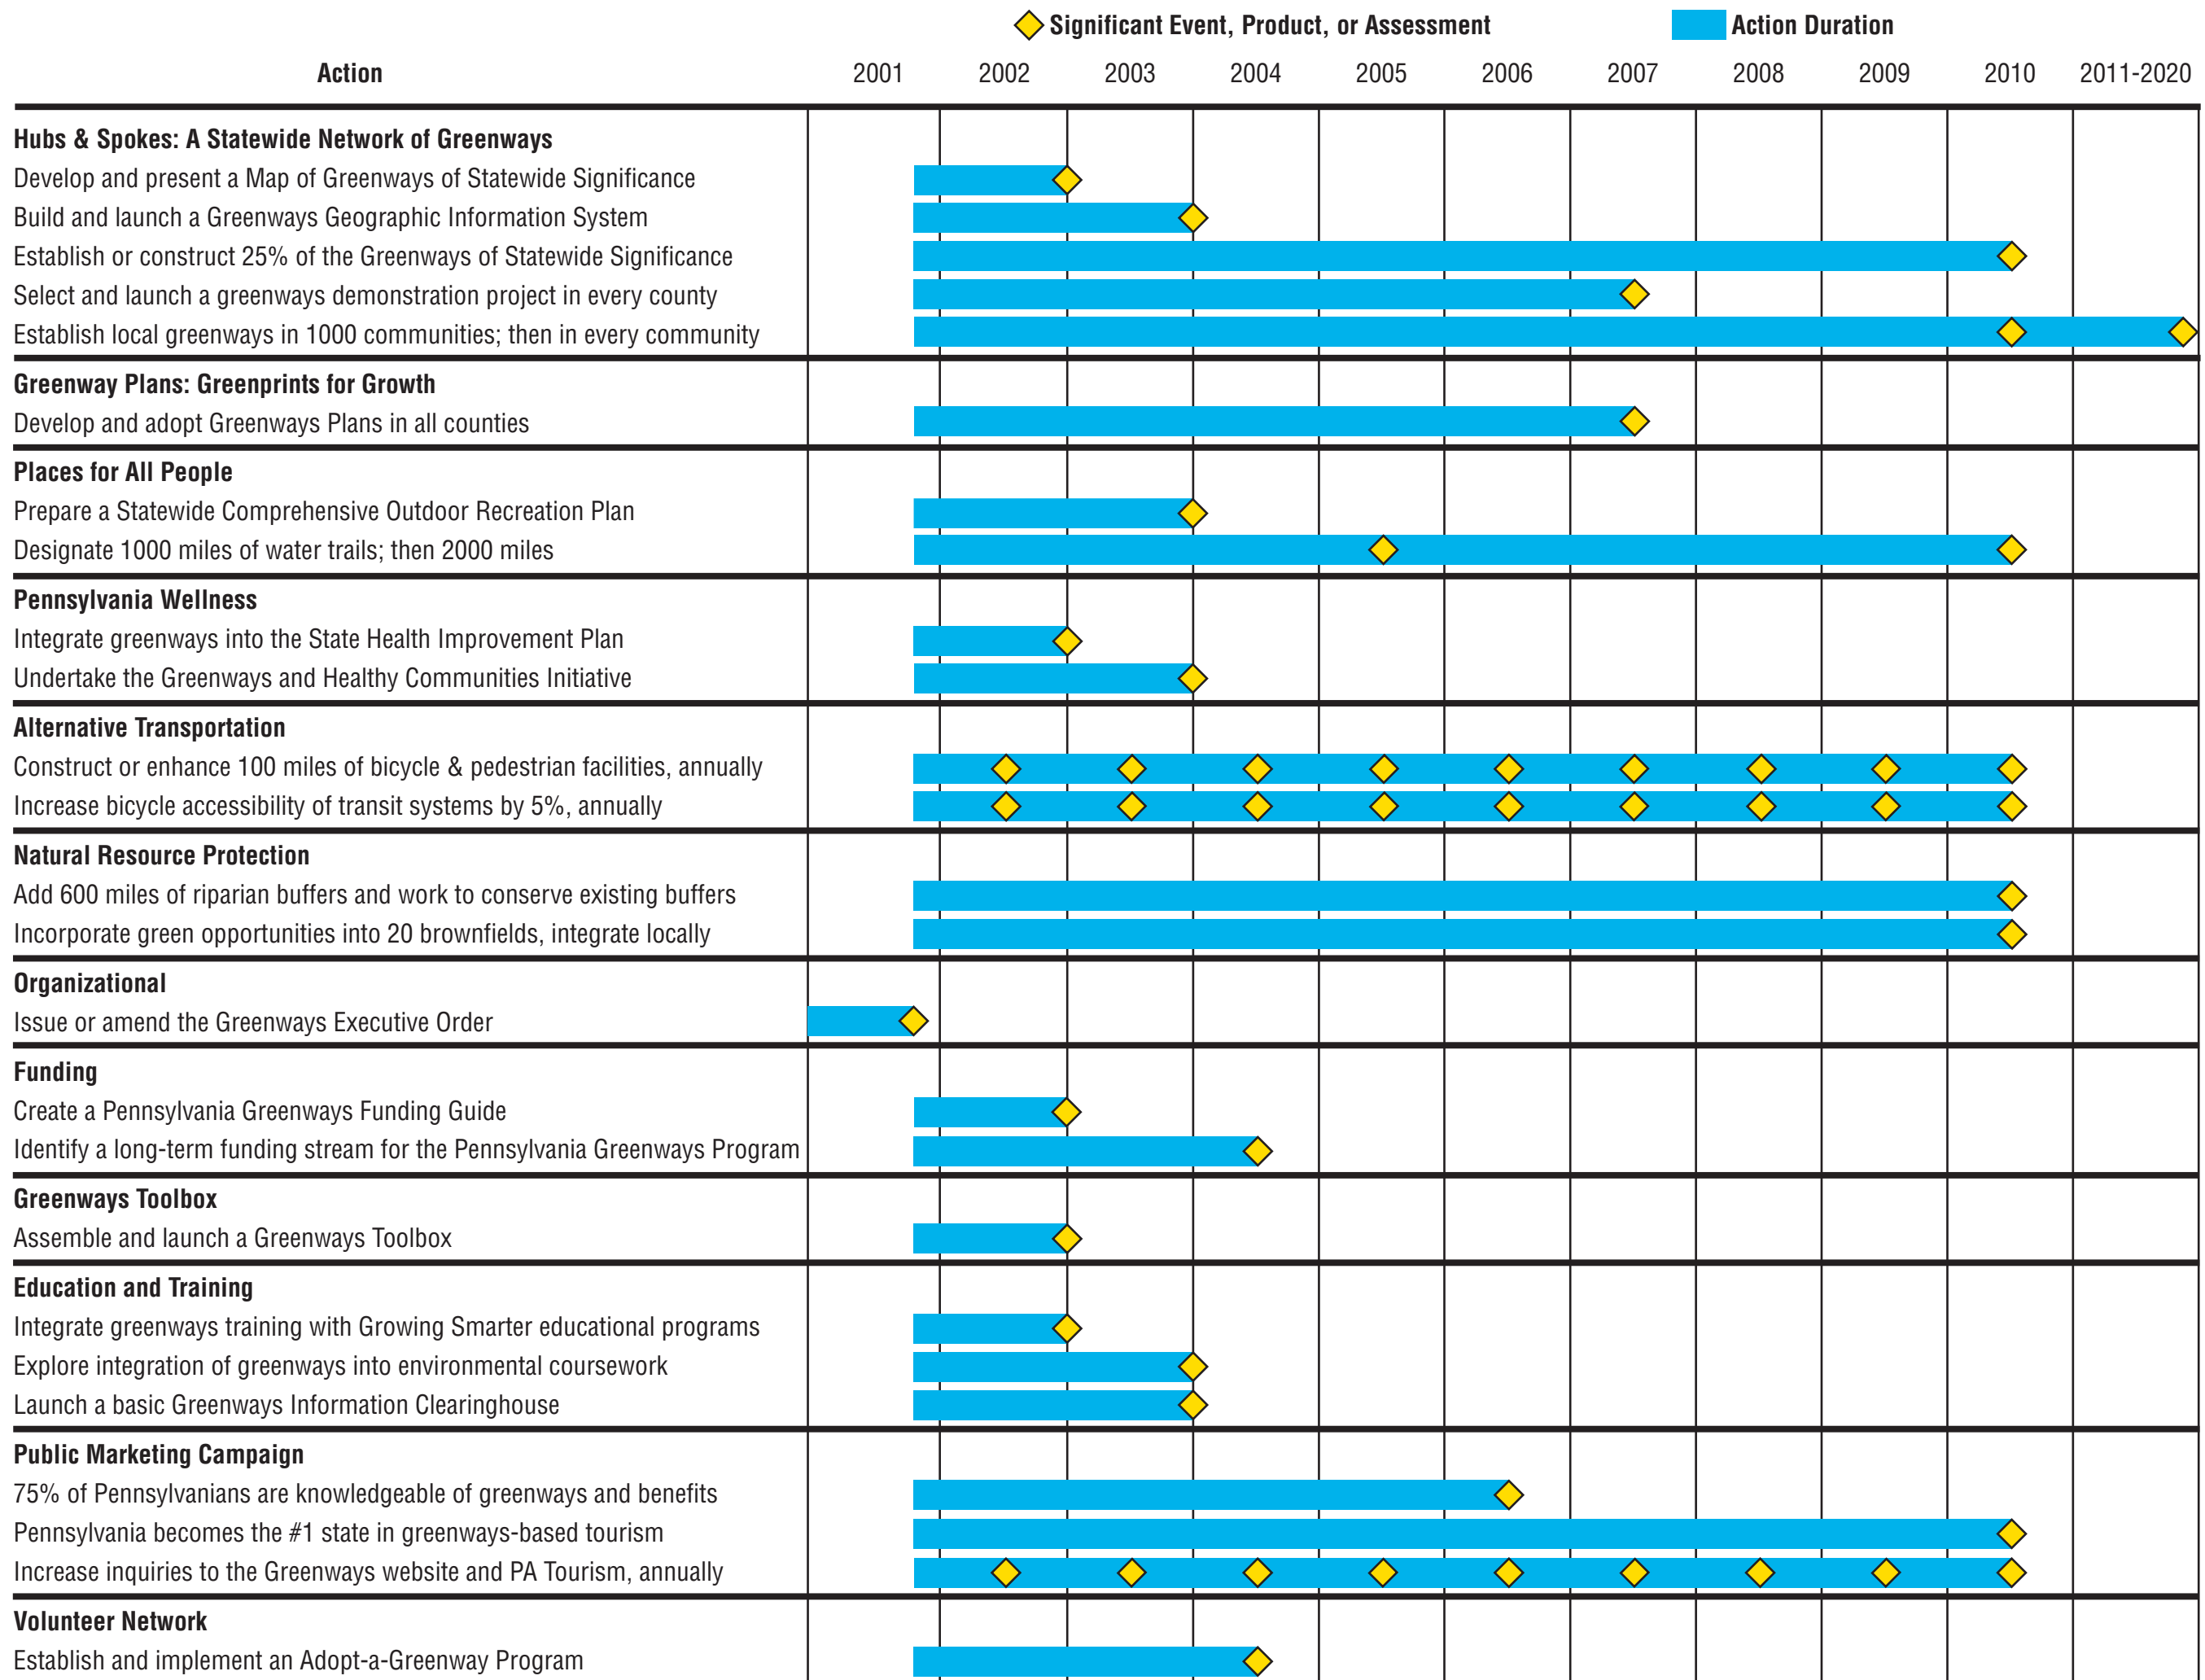 Significant Event, Product, or Assessment Action Duration
Action 2001 2002 2003 2004 2005 2006 2007 2008 2009 2010 2011-2020
Hubs & Spokes: A Statewide Network of Greenways
Develop and present a Map of Greenways of Statewide Significance
Build and launch a Greenways Geographic Information System
Establish or construct 25% of the Greenways of Statewide Significance
Select and launch a greenways demonstration project in every county
Establish local greenways in 1000 communities; then in every community
Greenway Plans: Greenprints for Growth
Develop and adopt Greenways Plans in all counties
Places for All People
Prepare a Statewide Comprehensive Outdoor Recreation Plan
Designate 1000 miles of water trails; then 2000 miles
Pennsylvania Wellness
Integrate greenways into the State Health Improvement Plan
Undertake the Greenways and Healthy Communities Initiative
Alternative Transportation
Construct or enhance 100 miles of bicycle & pedestrian facilities, annually
Increase bicycle accessibility of transit systems by 5%, annually
Natural Resource Protection
Add 600 miles of riparian buffers and work to conserve existing buffers
Incorporate green opportunities into 20 brownfields, integrate locally
Organizational
Issue or amend the Greenways Executive Order
Funding
Create a Pennsylvania Greenways Funding Guide
Identify a long-term funding stream for the Pennsylvania Greenways Program
Greenways Toolbox
Assemble and launch a Greenways Toolbox
Education and Training
Integrate greenways training with Growing Smarter educational programs
Explore integration of greenways into environmental coursework
Launch a basic Greenways Information Clearinghouse
Public Marketing Campaign
75% of Pennsylvanians are knowledgeable of greenways and benefits
Pennsylvania becomes the #1 state in greenways-based tourism
Increase inquiries to the Greenways website and PA Tourism, annually
Volunteer Network
Establish and implement an Adopt-a-Greenway Program